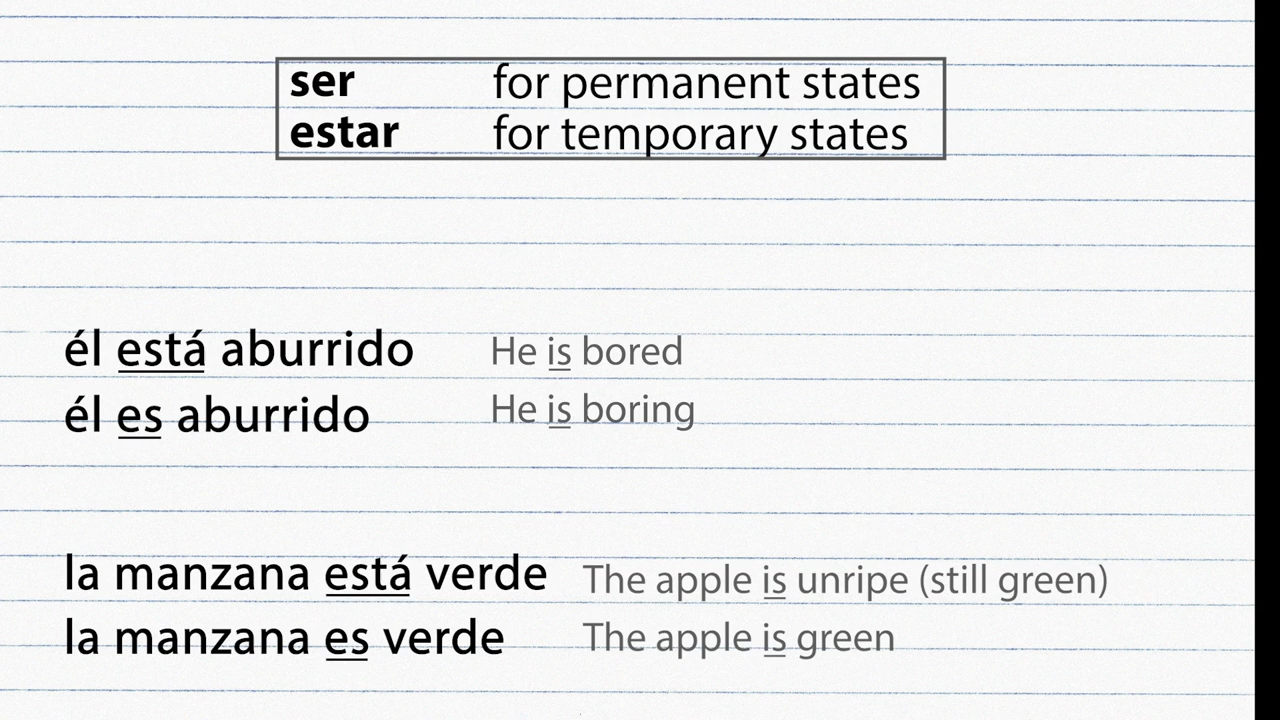 ser for permanent states
estar for temporary states
él está aburrido He is bored
él es aburrido He is boring
la manzana está verde The apple is unripe (still green)
la manzana es verde The apple is green